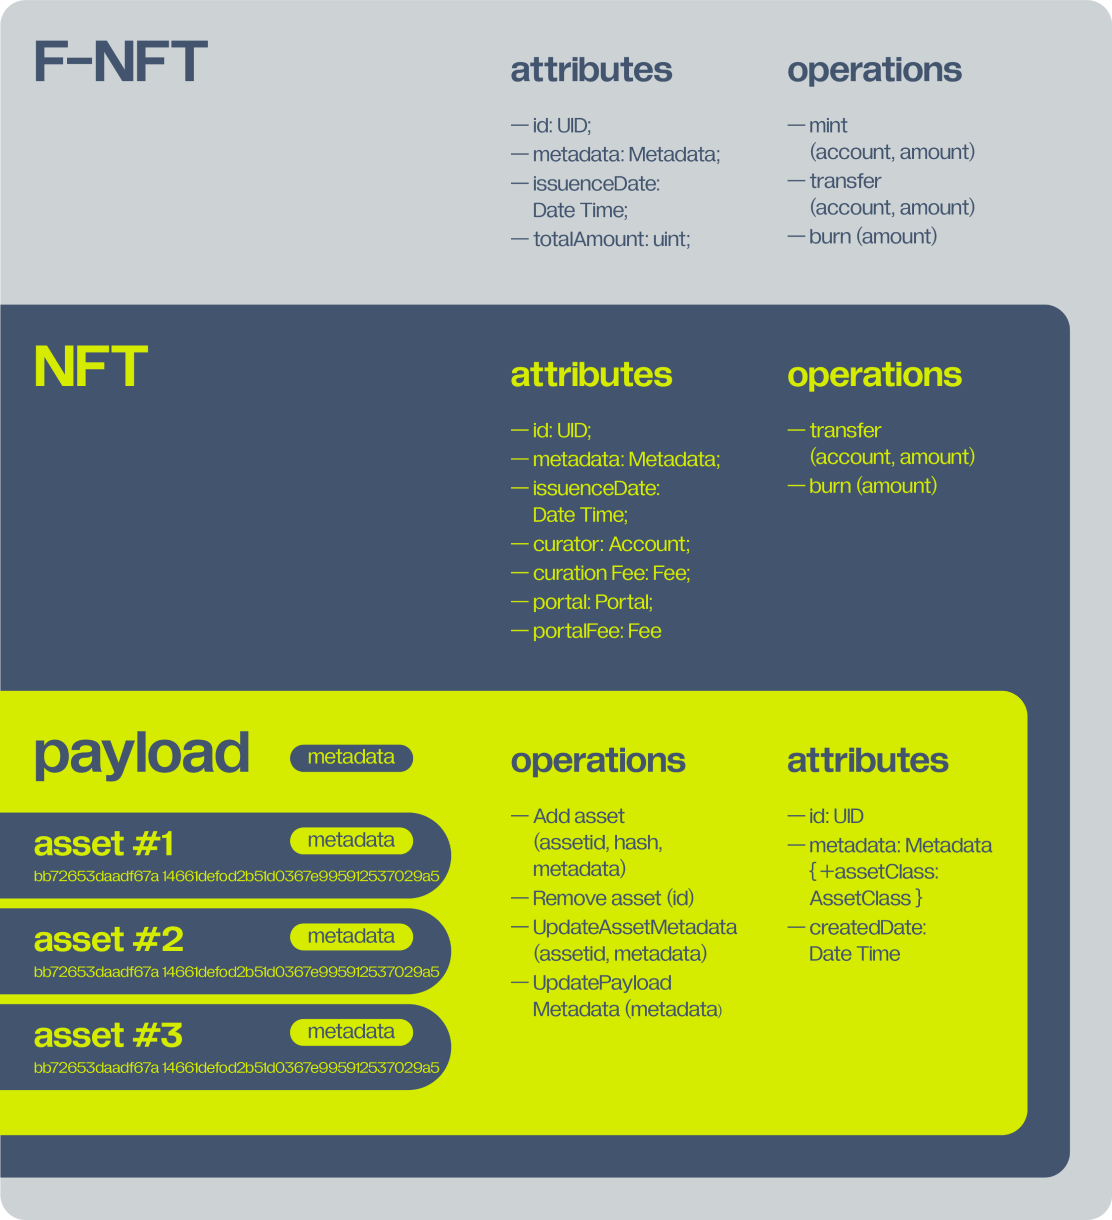 F-NFT
attributes
— id: UID;
— metadata: Metadata;
— issuenceDate:
Date Time;
— totalAmount: uint;
operations
— mint
(account, amount)
— transfer
(account, amount)
— burn (amount)
NFT
attributes
— id: UID;
— metadata: Metadata;
— issuenceDate:
Date Time;
— curator: Account;
— curation Fee: Fee;
— portal: Portal;
— portalFee: Fee
operations
— transfer
(account, amount)
— burn (amount)
payload
metadata
asset #1
metadata
bb72653daadf67a 14661defod2b51d0367e995912537029a5
asset #2
metadata
bb72653daadf67a 14661defod2b51d0367e995912537029a5
asset #3
metadata
bb72653daadf67a 14661defod2b51d0367e995912537029a5
operations
— Add asset
(assetid, hash,
metadata)
— Remove asset (id)
— UpdateAssetMetadata
(assetid, metadata)
— UpdatePayload
Metadata (metadata)
attributes
— id: UID
— metadata: Metadata
{ +assetClass:
AssetClass }
— createdDate:
Date Time